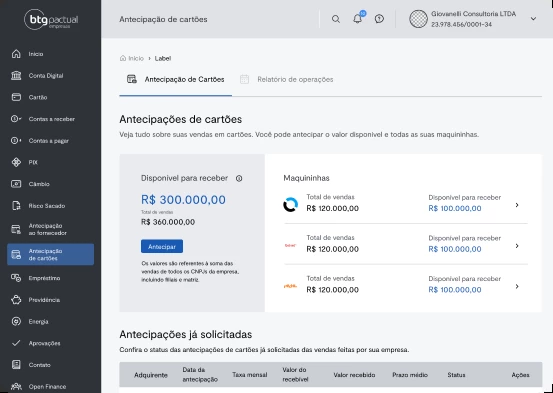 btgpactual
empresas
Antecipação de cartões
Giovanelli Consultoria LTDA
23.978.456/0001-34
Início
Conta Digital
Cartão
Contas a receber
Contas a pagar
PIX
Câmbio
Risco Sacado
Antecipação
ao fornecedor
Antecipação
de cartões
Empréstimo
Previdência
Energia
Aprovações
Contato
Open Finance
Início > Label
Antecipação de Cartões
Relatório de operações
Antecipações de cartões
Veja tudo sobre suas vendas em cartões. Você pode antecipar o valor disponível e todas as suas maquininhas.
Disponível para receber
R$ 300.000,00
Total de vendas
R$ 360.000,00
Antecipar
Os valores são referentes à soma das
vendas de todos os CNPJs da empresa,
incluindo filiais e matriz.
Maquininhas
Total de vendas
Disponível para receber
R$ 120.000,00
R$ 100.000,00
Total de vendas
Disponível para receber
R$ 120.000,00
R$ 100.000,00
Total de vendas
Disponível para receber
R$ 120.000,00
R$ 100.000,00
Antecipações já solicitadas
Confira o status das antecipações de cartões já solicitadas das vendas feitas por sua empresa.
Adquirente
Data da
antecipação
Taxa mensal
Valor do
recebível
Valor recebido
Prazo médio
Status
Ações